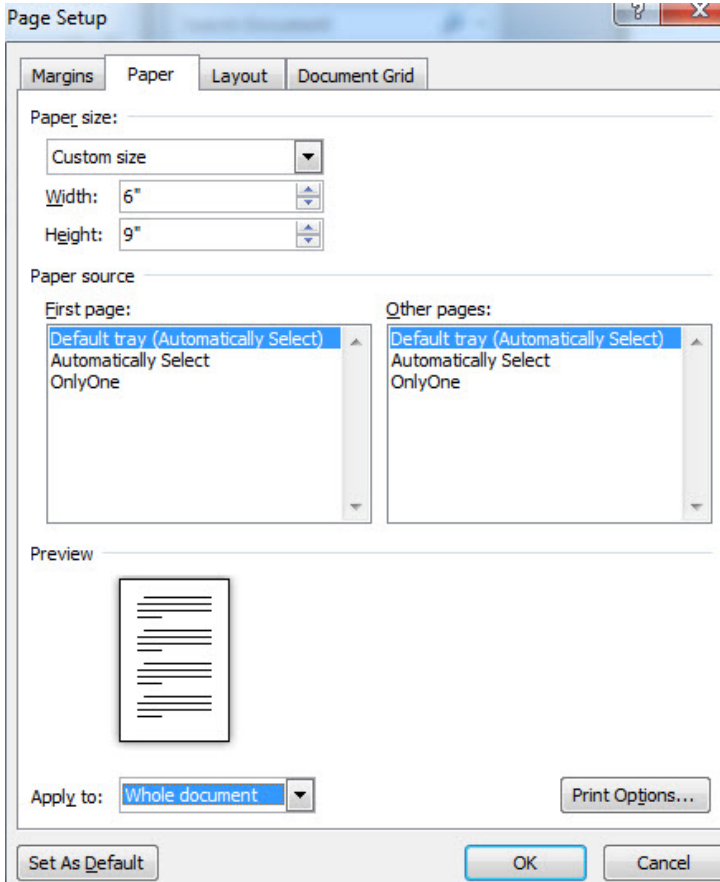 Page Setup
?
X
Margins Paper Layout Document Grid
Paper size:
Custom size
Width: 6"
Height: 9"
Paper source
First page: Other pages:
Default tray (Automatically Select) Default tray (Automatically Select)
Automatically Select Automatically Select
OnlyOne OnlyOne
Preview
Apply to: Whole document Print Options...
Set As Default OK Cancel